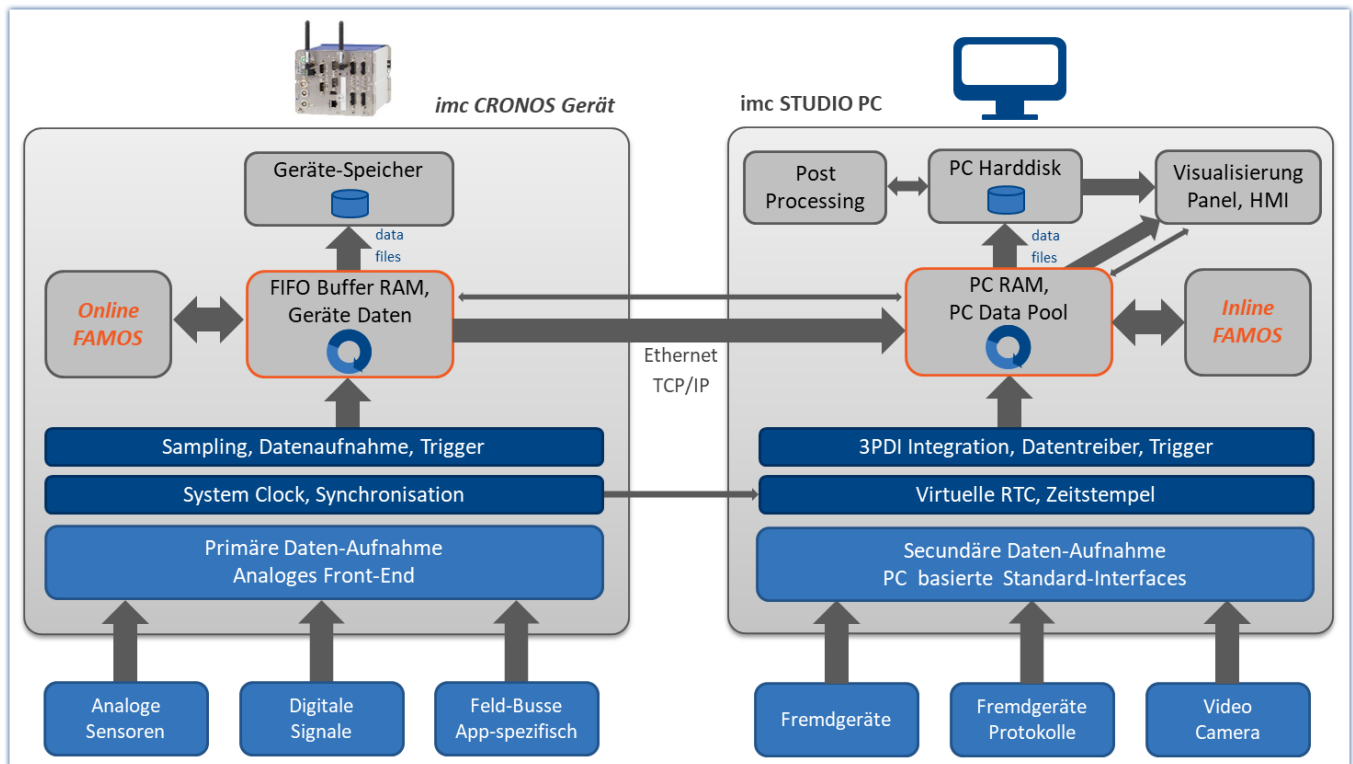 imc CRONOS Gerät
Geräte-Speicher
data
files
Online
FAMOS
FIFO Buffer RAM,
Geräte Daten
Sampling, Datenaufnahme, Trigger
System Clock, Synchronisation
Primäre Daten-Aufnahme
Analoges Front-End
Analoge
Sensoren
Digitale
Signale
Feld-Busse
App-spezifisch
Ethernet
TCP/IP
imc STUDIO PC
Post
Processing
PC Harddisk
Visualisierung
Panel, HMI
data
files
PC RAM,
PC Data Pool
Inline
FAMOS
3PDI Integration, Datentreiber, Trigger
Virtuelle RTC, Zeitstempel
Secundäre Daten-Aufnahme
PC basierte Standard-Interfaces
Fremdgeräte
Fremdgeräte
Protokolle
Video
Camera